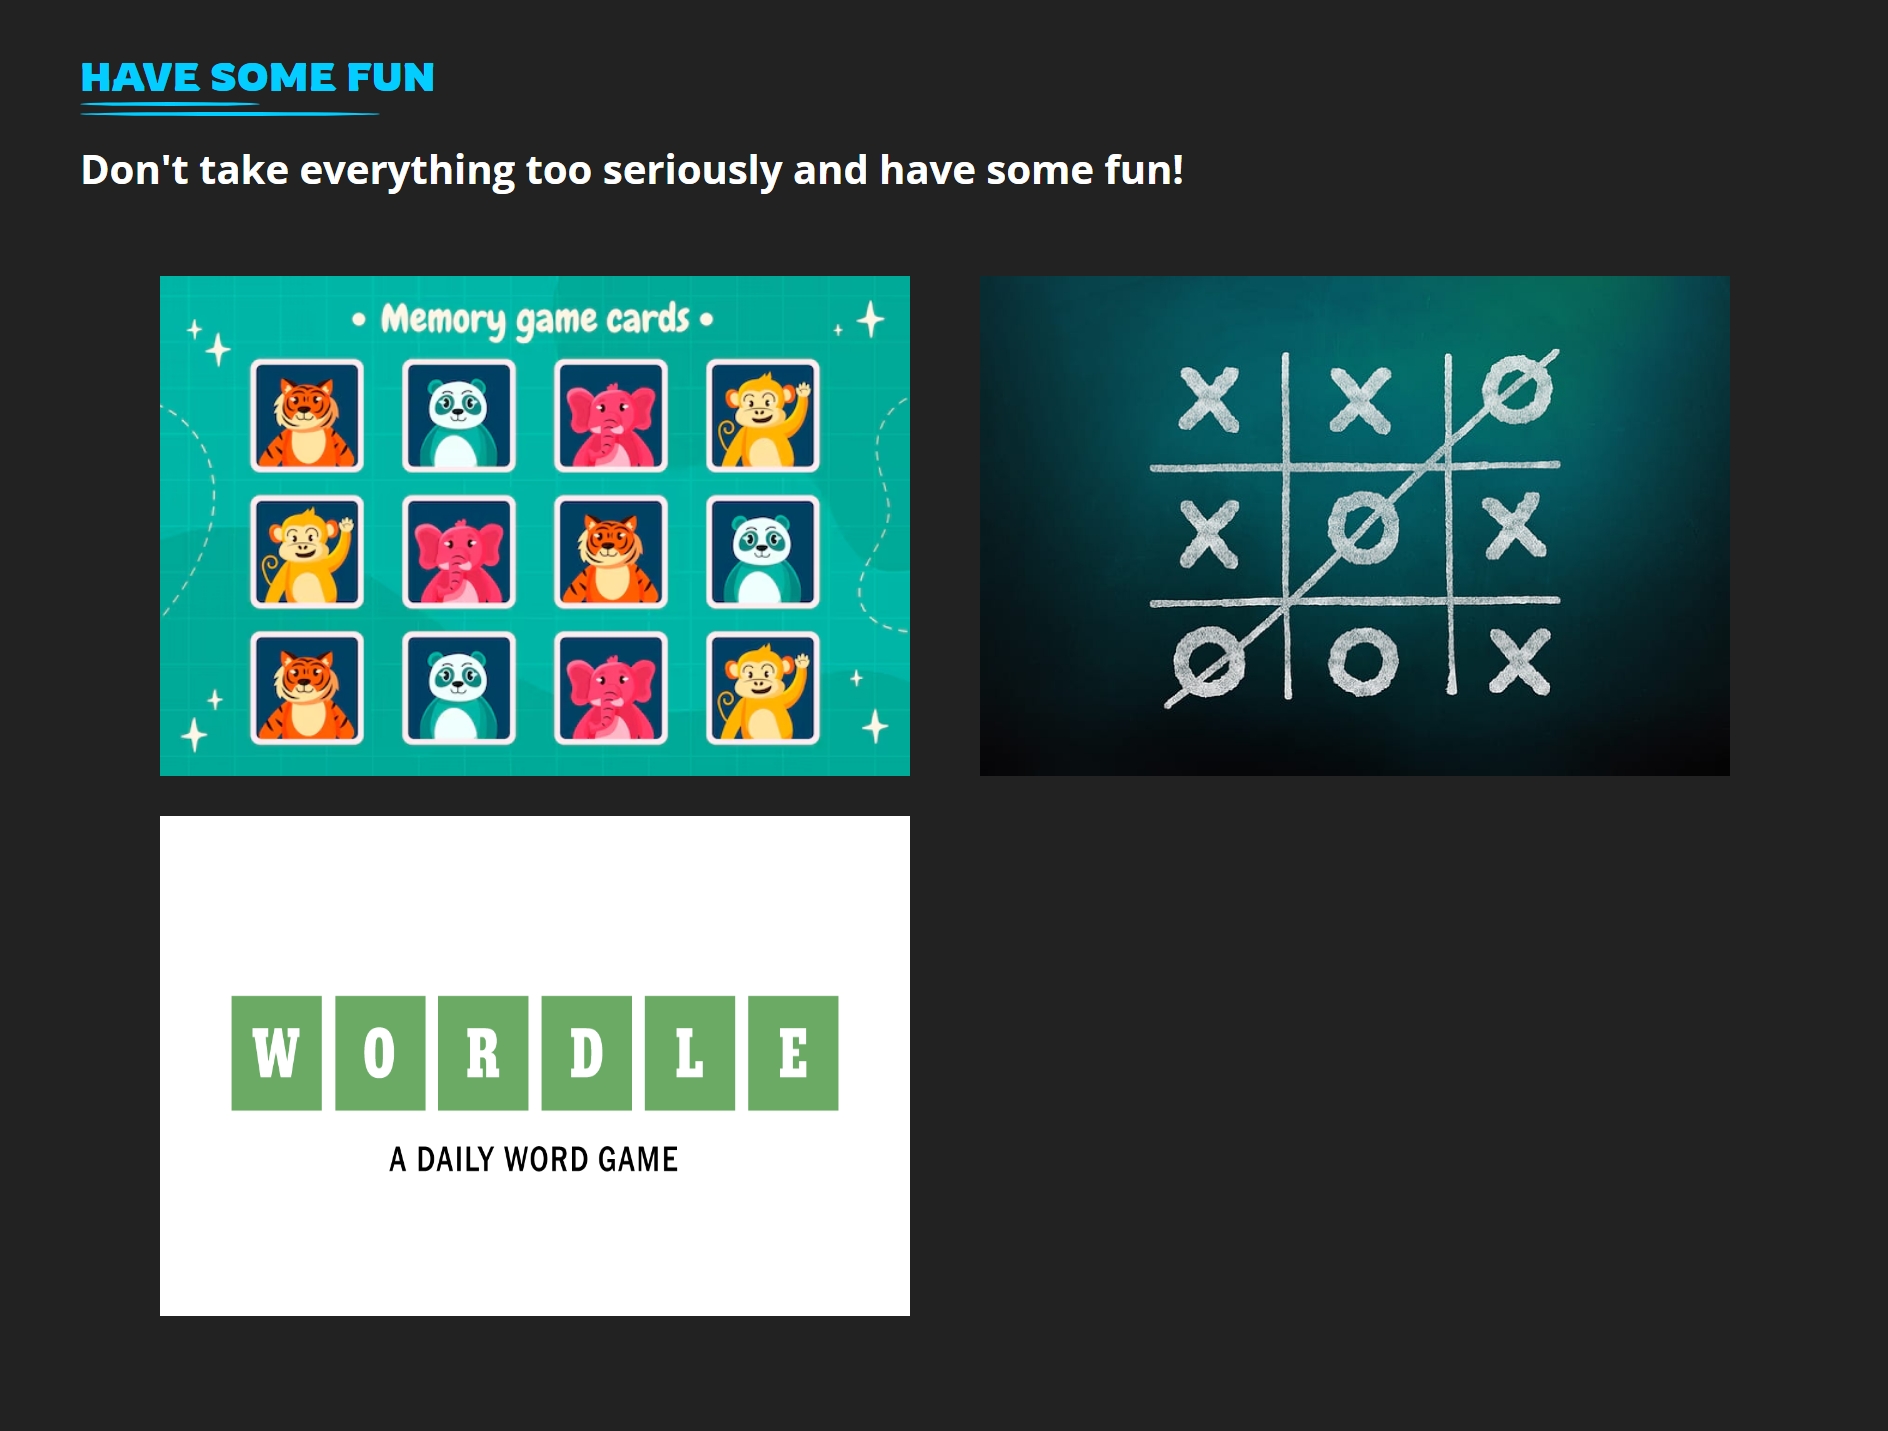 HAVE SOME FUN
Don't take everything too seriously and have some fun!
• Memory game cards •
X X O
X O X
O O X
W O R D L E
A DAILY WORD GAME